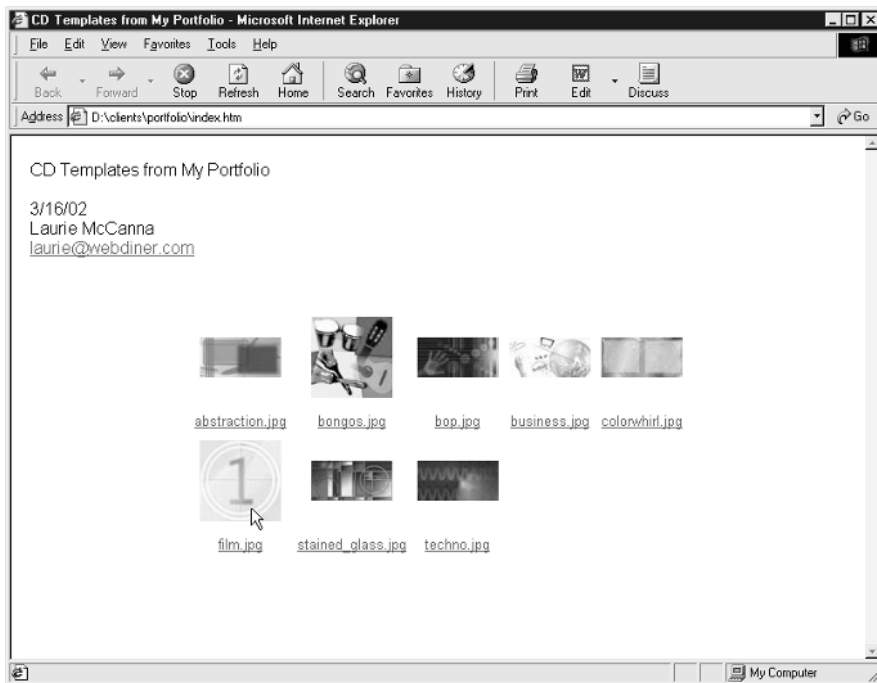 CD Templates from My Portfolio - Microsoft Internet Explorer
File Edit View Favorites Tools Help
Back Forward Stop Refresh Home Search Favorites History Print Edit Discuss
Address D:\clients\portfolio\index.htm Go
CD Templates from My Portfolio
3/16/02
Laurie McCanna
laurie@webdiner.com
abstraction.jpg bongos.jpg bop.jpg business.jpg colorwhirl.jpg
1
film.jpg stained_glass.jpg techno.jpg
My Computer